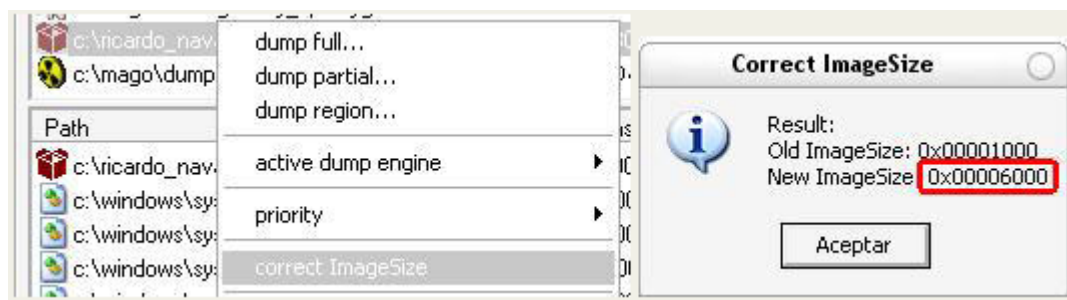 c:\ricardo_nav
c:\mago\dump
Path
c:\ricardo_nav
c:\windows\sy
c:\windows\sy
c:\windows\sy
dump full...
dump partial...
dump region...
active dump engine
priority
correct ImageSize
Correct ImageSize
Result:
Old ImageSize: 0x00001000
New ImageSize 0x00006000
Aceptar